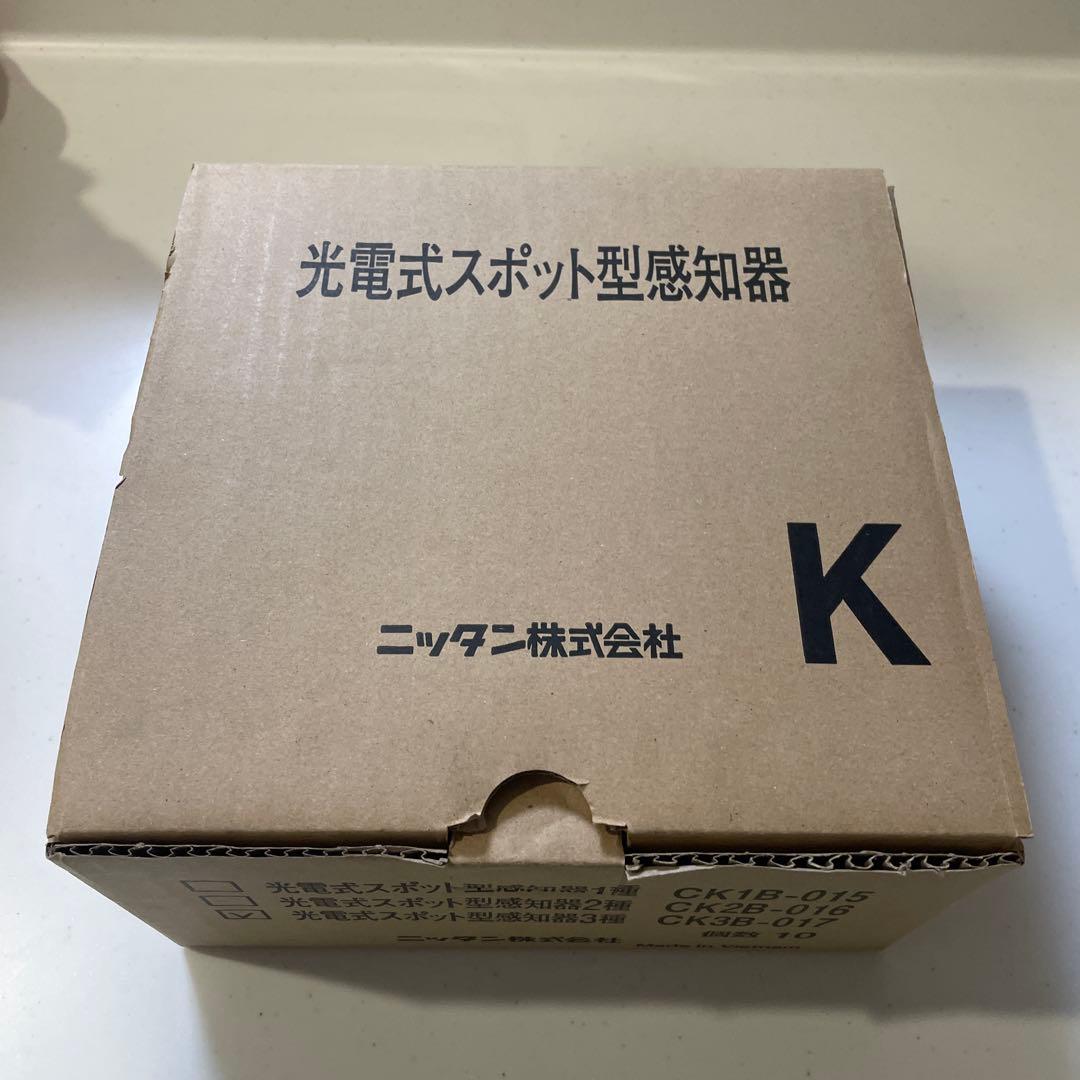 光電式スポット型感知器
K
ニッタン株式会社
光電式スポット型感知器1種 CK1B-015
光電式スポット型感知器2種 CK2B-016
光電式スポット型感知器3種 CK3B-017
個数 10
ニッタン株式会社 Made in Vietnam